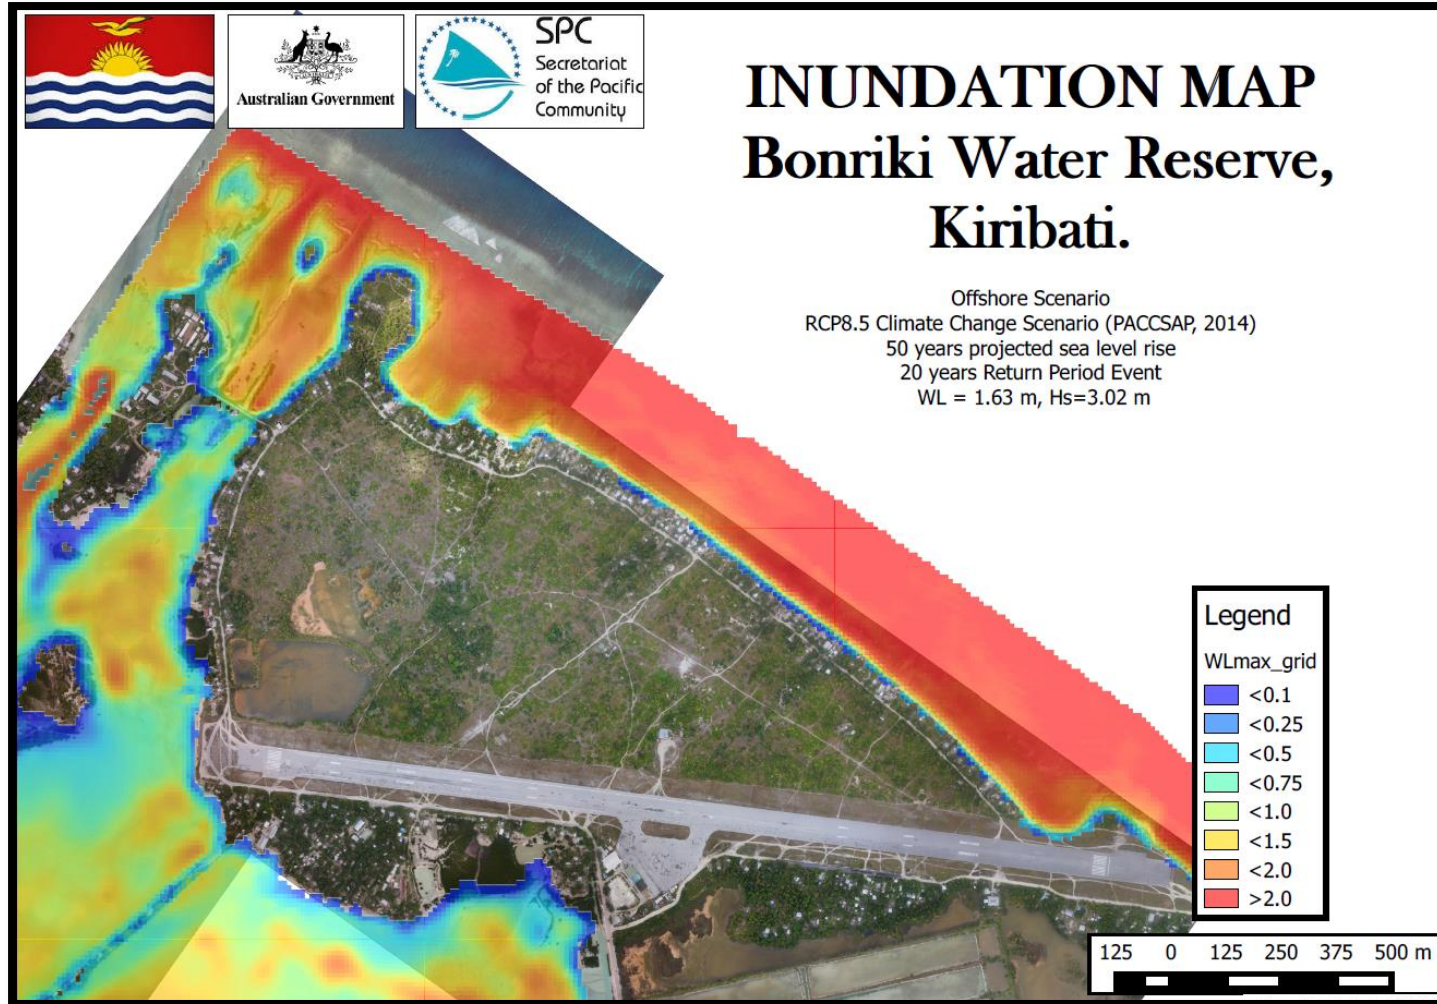 Australian Government
SPC
Secretariat
of the Pacific
Community
INUNDATION MAP
Bonriki Water Reserve,
Kiribati.
Offshore Scenario
RCP8.5 Climate Change Scenario (PACCSAP, 2014)
50 years projected sea level rise
20 years Return Period Event
WL = 1.63 m, Hs=3.02 m
Legend
WLmax_grid
<0.1
<0.25
<0.5
<0.75
<1.0
<1.5
<2.0
>2.0
125 0 125 250 375 500 m